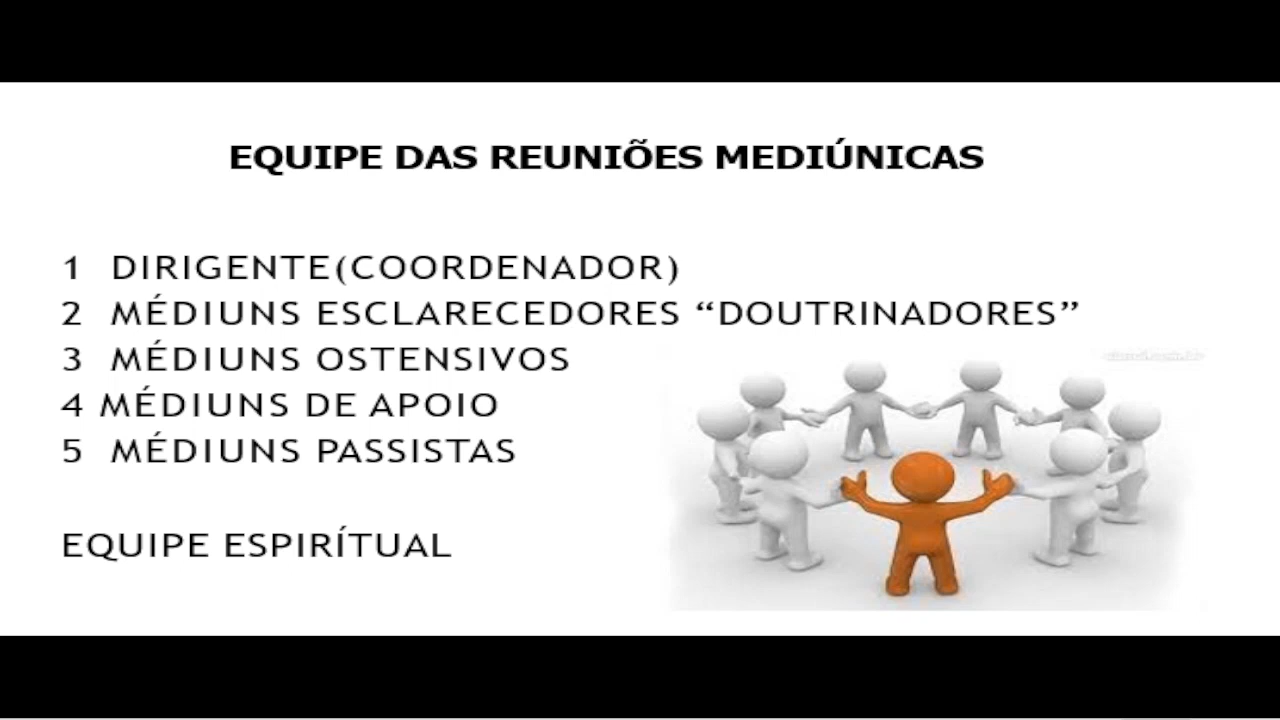 EQUIPE DAS REUNIÕES MEDIÚNICAS
1 DIRIGENTE(COORDENADOR)
2 MÉDIUNS ESCLARECEDORES “DOUTRINADORES”
3 MÉDIUNS OSTENSIVOS
4 MÉDIUNS DE APOIO
5 MÉDIUNS PASSISTAS
EQUIPE ESPIRÍTUAL